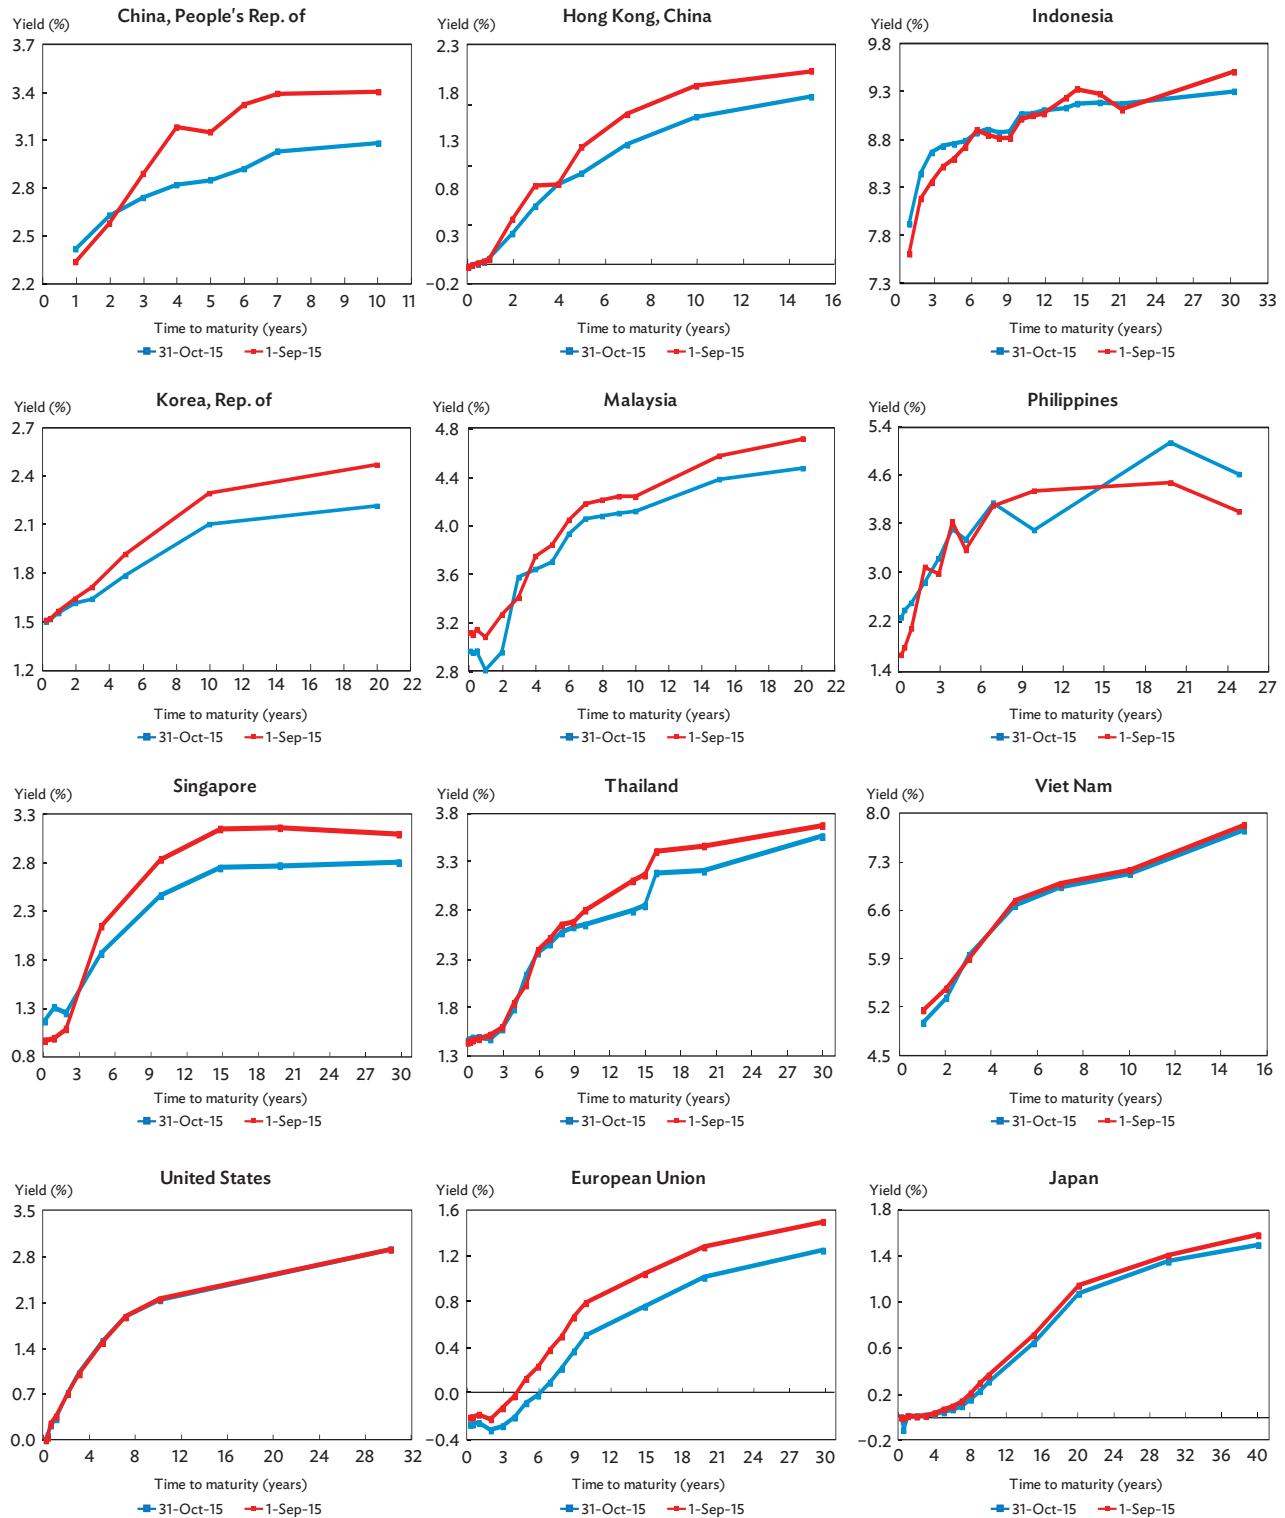 China, People's Rep. of
Yield (%)
3.7
3.4
3.1
2.8
2.5
2.2
0 1 2 3 4 5 6 7 8 9 10 11
Time to maturity (years)
31-Oct-15 1-Sep-15
Hong Kong, China
Yield (%)
2.3
1.8
1.3
0.8
0.3
−0.2
0 2 4 6 8 10 12 14 16
Time to maturity (years)
31-Oct-15 1-Sep-15
Indonesia
Yield (%)
9.8
9.3
8.8
8.3
7.8
7.3
0 3 6 9 12 15 18 21 24 27 30 33
Time to maturity (years)
31-Oct-15 1-Sep-15
Korea, Rep. of
Yield (%)
2.7
2.4
2.1
1.8
1.5
1.2
0 2 4 6 8 10 12 14 16 18 20 22
Time to maturity (years)
31-Oct-15 1-Sep-15
Malaysia
Yield (%)
4.8
4.4
4.0
3.6
3.2
2.8
0 2 4 6 8 10 12 14 16 18 20 22
Time to maturity (years)
31-Oct-15 1-Sep-15
Philippines
Yield (%)
5.4
4.6
3.8
3.0
2.2
1.4
0 3 6 9 12 15 18 21 24 27
Time to maturity (years)
31-Oct-15 1-Sep-15
Singapore
Yield (%)
3.3
2.8
2.3
1.8
1.3
0.8
0 3 6 9 12 15 18 21 24 27 30
Time to maturity (years)
31-Oct-15 1-Sep-15
Thailand
Yield (%)
3.8
3.3
2.8
2.3
1.8
1.3
0 3 6 9 12 15 18 21 24 27 30
Time to maturity (years)
31-Oct-15 1-Sep-15
Viet Nam
Yield (%)
8.0
7.3
6.6
5.9
5.2
4.5
0 2 4 6 8 10 12 14 16
Time to maturity (years)
31-Oct-15 1-Sep-15
United States
Yield (%)
3.5
2.8
2.1
1.4
0.7
0.0
0 4 8 12 16 20 24 28 32
Time to maturity (years)
31-Oct-15 1-Sep-15
European Union
Yield (%)
1.6
1.2
0.8
0.4
0.0
−0.4
0 3 6 9 12 15 18 21 24 27 30
Time to maturity (years)
31-Oct-15 1-Sep-15
Japan
Yield (%)
1.8
1.4
1.0
0.6
0.2
−0.2
0 4 8 12 16 20 24 28 32 36 40
Time to maturity (years)
31-Oct-15 1-Sep-15